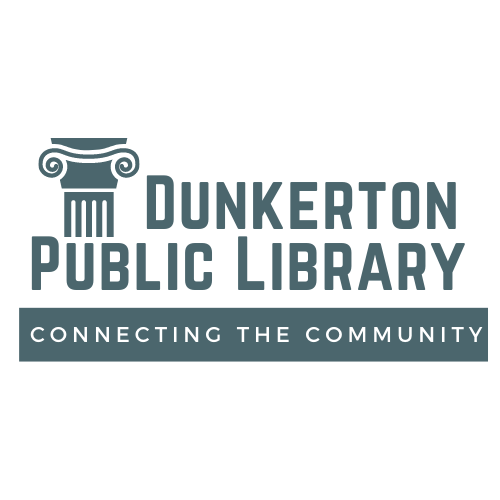 DUNKERTON
PUBLIC LIBRARY
CONNECTING THE COMMUNITY